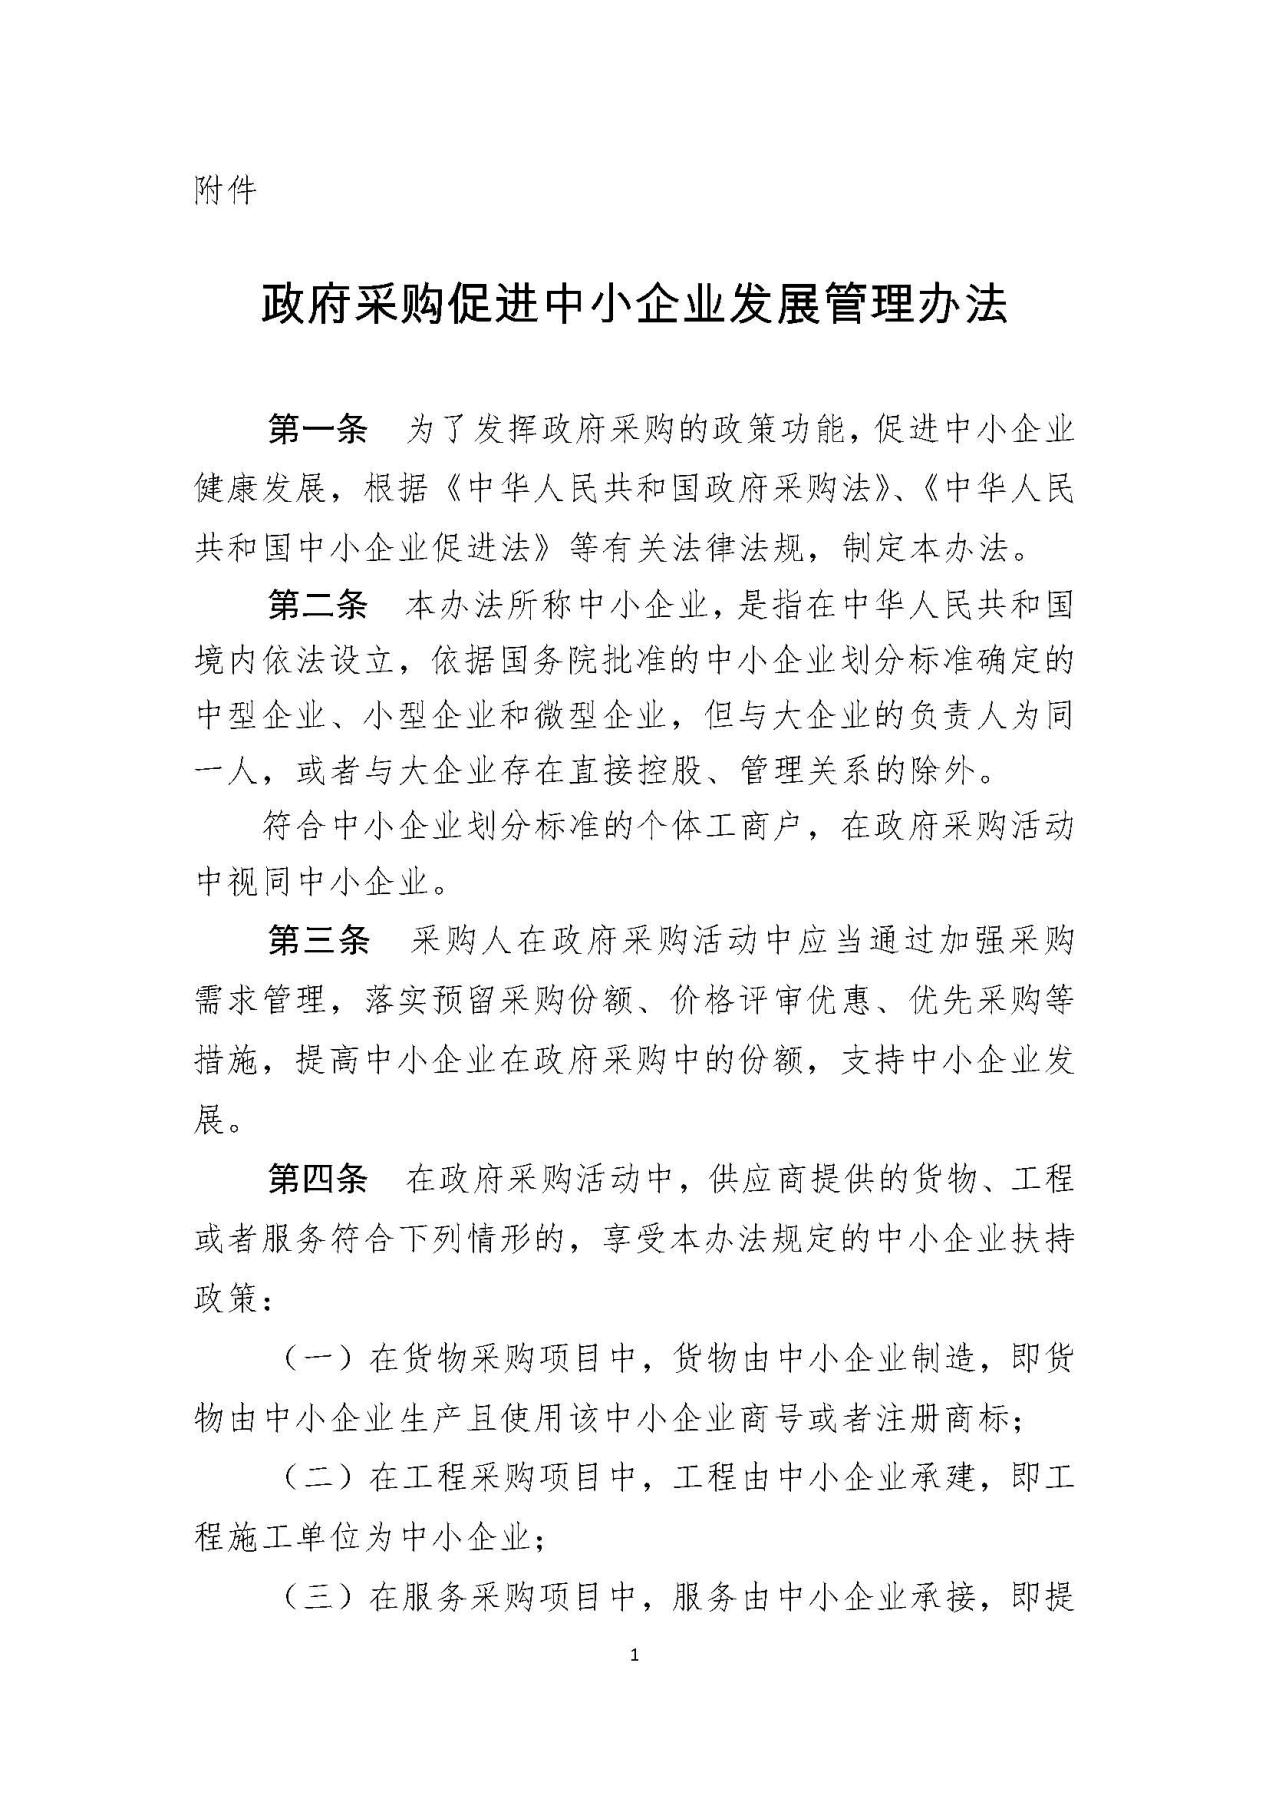 附件
政府采购促进中小企业发展管理办法
第一条　为了发挥政府采购的政策功能，促进中小企业
健康发展，根据《中华人民共和国政府采购法》、《中华人民
共和国中小企业促进法》等有关法律法规，制定本办法。
第二条　本办法所称中小企业，是指在中华人民共和国
境内依法设立，依据国务院批准的中小企业划分标准确定的
中型企业、小型企业和微型企业，但与大企业的负责人为同
一人，或者与大企业存在直接控股、管理关系的除外。
符合中小企业划分标准的个体工商户，在政府采购活动
中视同中小企业。
第三条　采购人在政府采购活动中应当通过加强采购
需求管理，落实预留采购份额、价格评审优惠、优先采购等
措施，提高中小企业在政府采购中的份额，支持中小企业发
展。
第四条　在政府采购活动中，供应商提供的货物、工程
或者服务符合下列情形的，享受本办法规定的中小企业扶持
政策：
（一）在货物采购项目中，货物由中小企业制造，即货
物由中小企业生产且使用该中小企业商号或者注册商标；
（二）在工程采购项目中，工程由中小企业承建，即工
程施工单位为中小企业；
（三）在服务采购项目中，服务由中小企业承接，即提
1